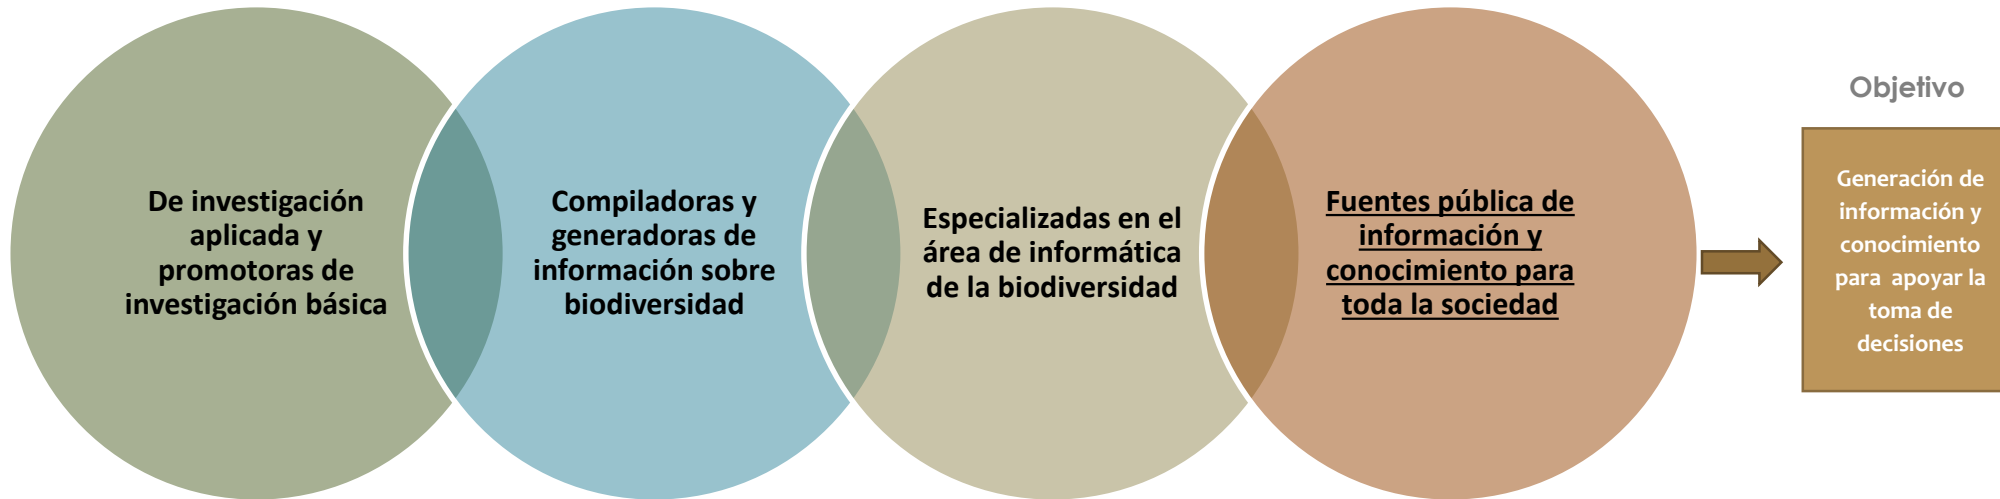 De investigación
aplicada y
promotoras de
investigación básica
Compiladoras y
generadoras de
información sobre
biodiversidad
Especializadas en el
área de informática
de la biodiversidad
Fuentes pública de
información y
conocimiento para
toda la sociedad
Objetivo
Generación de
información y
conocimiento
para apoyar la
toma de
decisiones